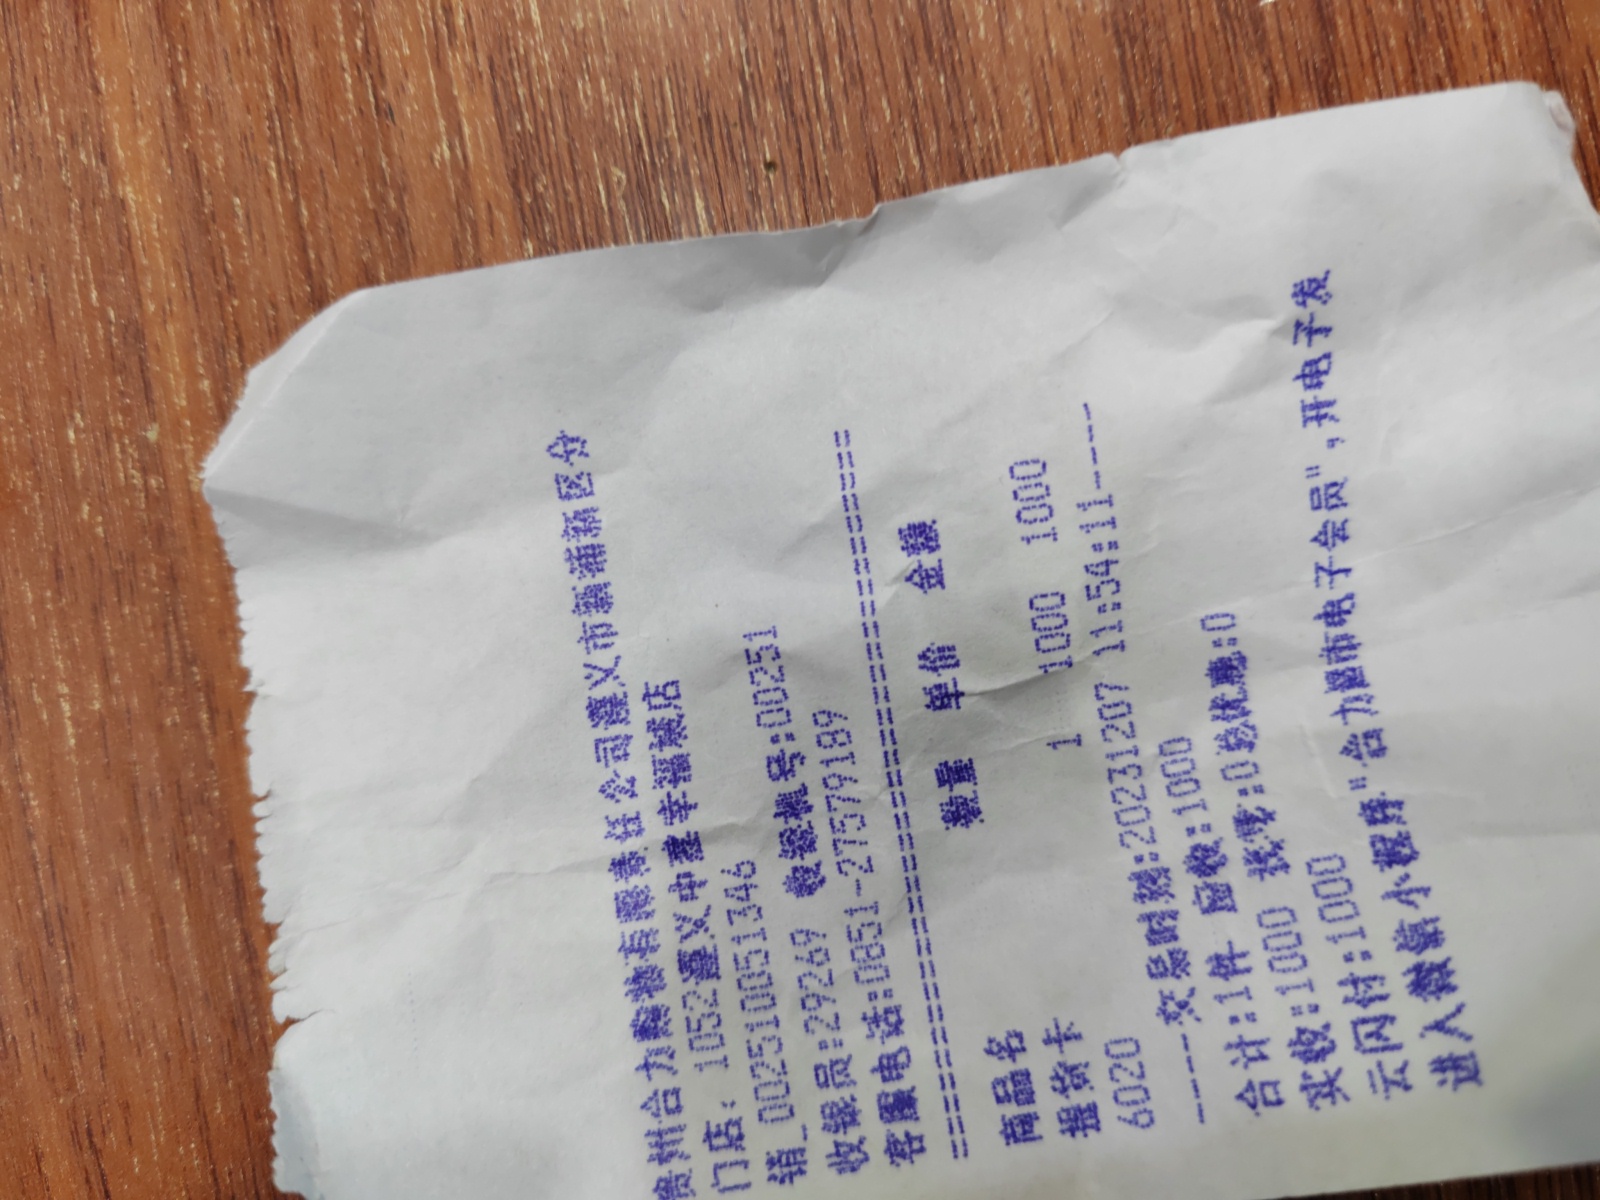 贵州合力购物有限责任公司遵义市新蒲新区分
门店: 1052遵义中建幸福城店
销_002510051346
收银员:29269 收银机号:00251
客服电话:0851-27579189
==========================================
商品名 数量 单价 金额
提货卡 1 1000 1000
6020
----交易时间:20231207 11:54:11-----
合计:1件 应收:1000
实收:1000 找零:0总优惠:0
云闪付:1000
进入微信小程序"合力超市电子会员",开电子发